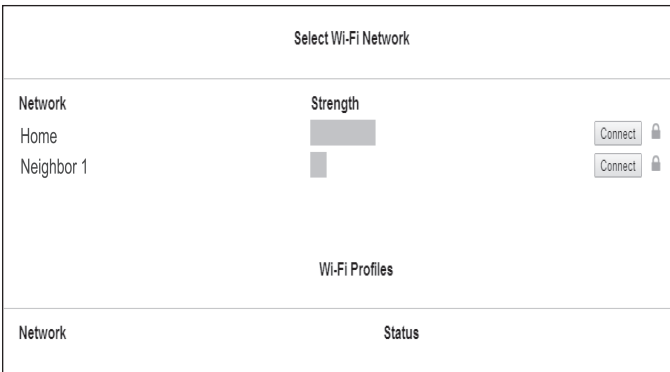 Select Wi-Fi Network
Network Strength
Home Connect
Neighbor 1 Connect
Wi-Fi Profiles
Network Status